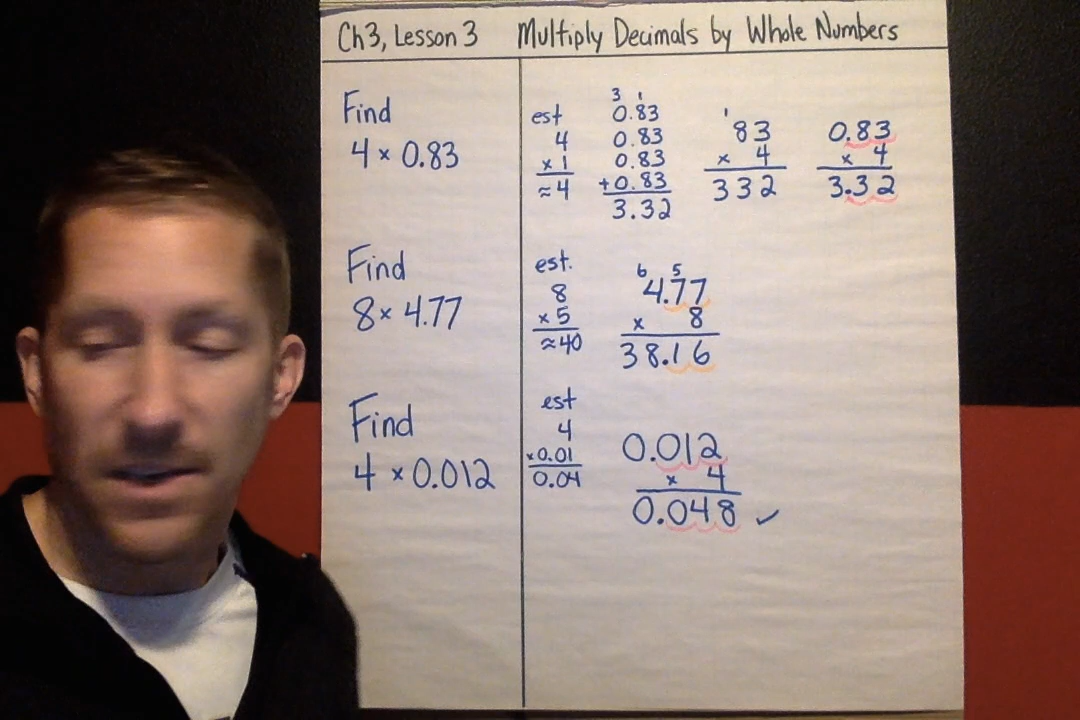 Ch3, Lesson 3 Multiply Decimals by Whole Numbers
Find
4 × 0.83
est
4
×1
≈4
3 1
0.83
0.83
0.83
+0.83
3.32
1
83
× 4
332
0.83
× 4
3.32
Find
8 × 4.77
est.
8
×5
≈40
6 5
4.77
× 8
38.16
Find
4 × 0.012
est
4
×0.01
0.04
0.012
× 4
0.048 ✓